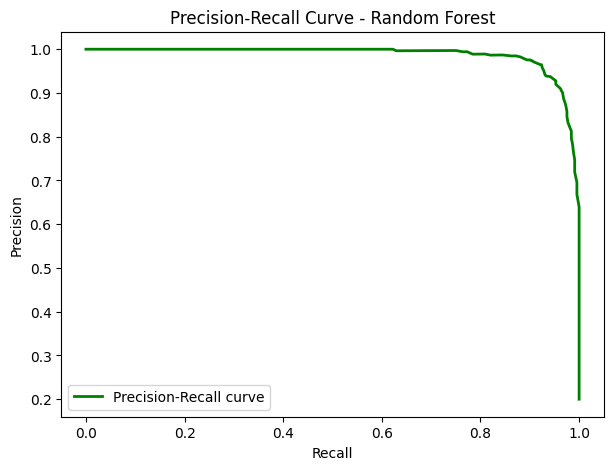 Precision-Recall Curve - Random Forest
1.0
0.9
0.8
0.7
0.6
0.5
0.4
0.3
0.2
Precision
Precision-Recall curve
0.0 0.2 0.4 0.6 0.8 1.0
Recall